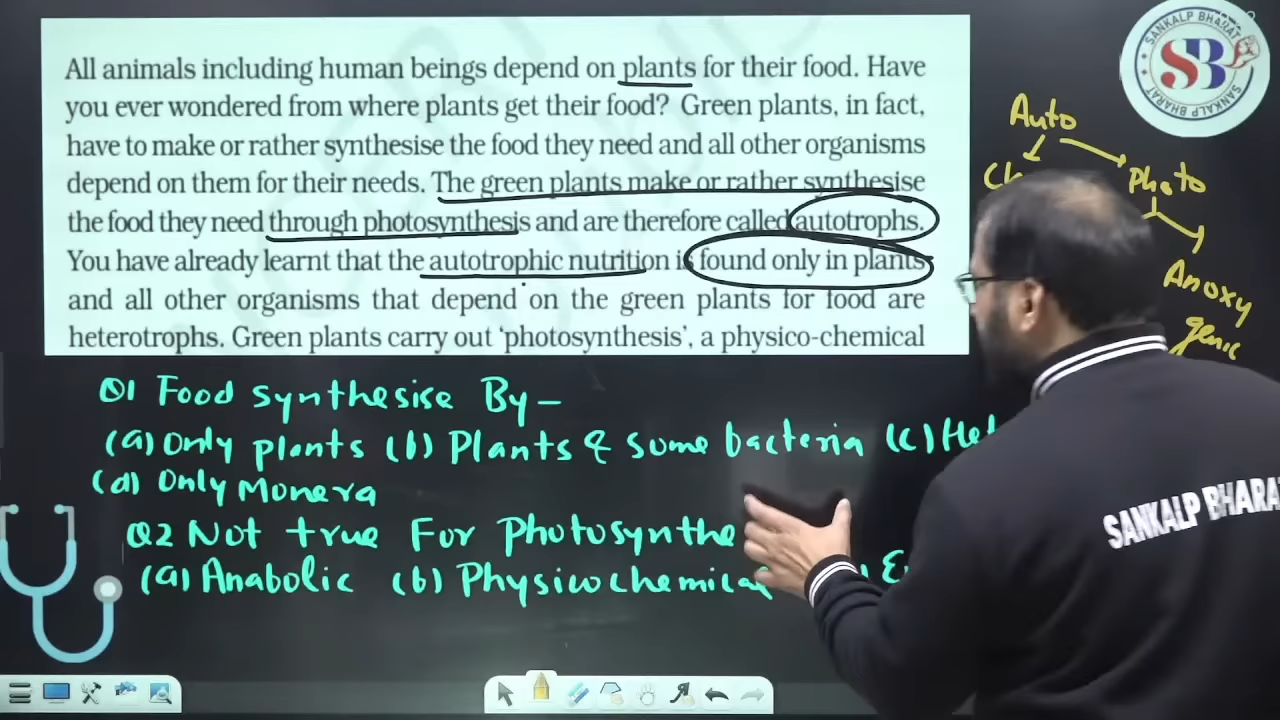 All animals including human beings depend on plants for their food. Have
you ever wondered from where plants get their food? Green plants, in fact,
have to make or rather synthesise the food they need and all other organisms
depend on them for their needs. The green plants make or rather synthesise
the food they need through photosynthesis and are therefore called autotrophs.
You have already learnt that the autotrophic nutrition is found only in plants
and all other organisms that depend on the green plants for food are
heterotrophs. Green plants carry out ‘photosynthesis’, a physico-chemical
Q1 Food synthesise By –
(a) Only plants (b) Plants & some bacteria (c)
(d) Only Monera
Q2 Not true For
(a) Anabolic (b) Physicochemical
SANKALP BHARAT
SB
SANKALP BHARAT
Auto
Photo
Anoxy
genic
SANKALP